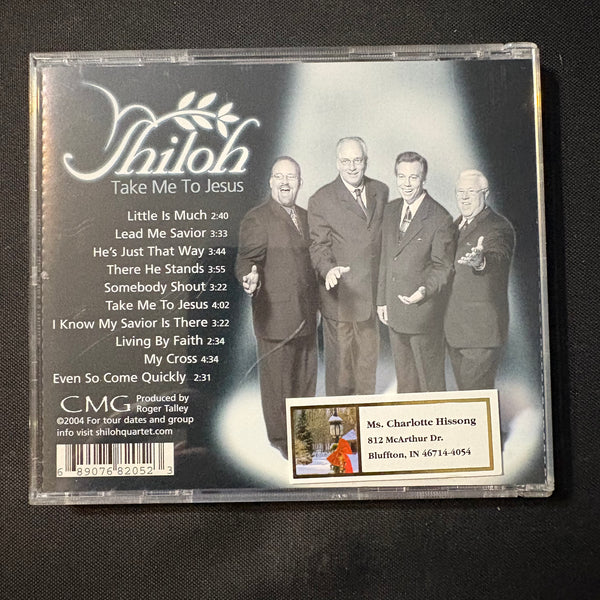 Shiloh
Take Me To Jesus
Little Is Much 2:40
Lead Me Savior 3:33
He's Just That Way 3:44
There He Stands 3:55
Somebody Shout 3:22
Take Me To Jesus 4:02
I Know My Savior Is There 3:22
Living By Faith 2:34
My Cross 4:34
Even So Come Quickly 2:31
CMG Produced by
Roger Talley
©2004 For tour dates and group
info visit shilohquartet.com.
6 89076 82052 3
Ms. Charlotte Hissong
812 McArthur Dr.
Bluffton, IN 46714-4054